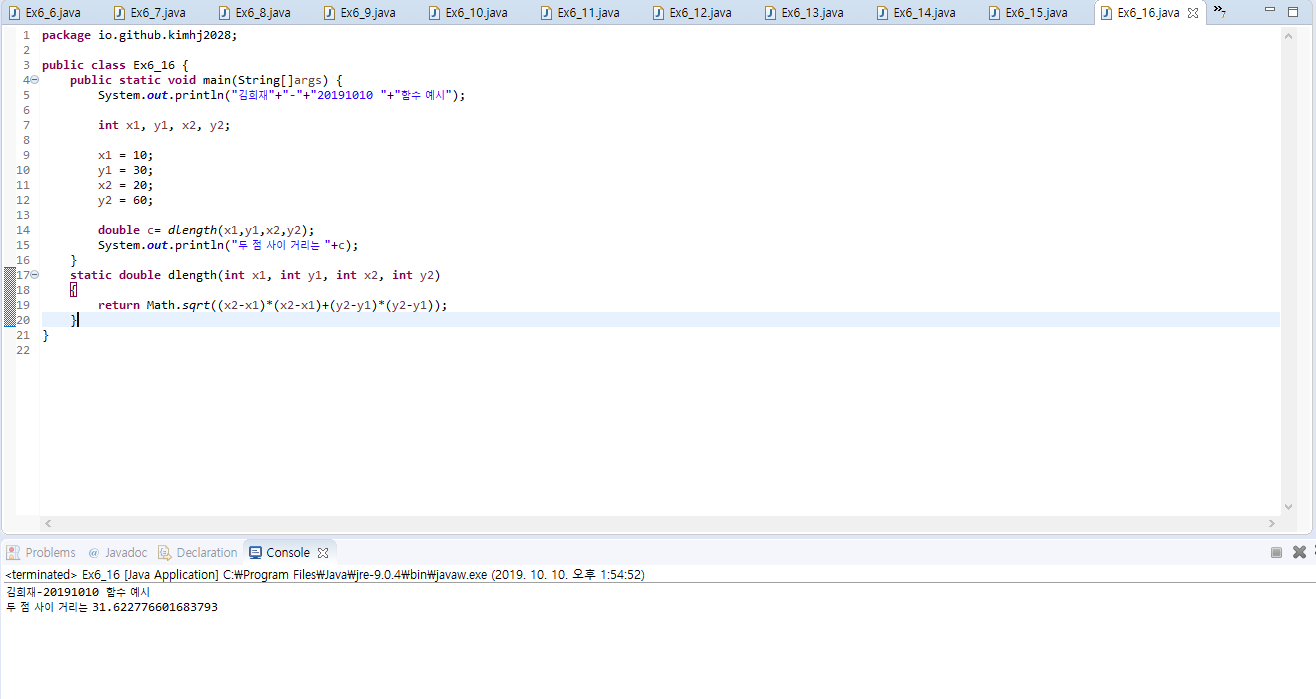 Ex6_6.java Ex6_7.java Ex6_8.java Ex6_9.java Ex6_10.java Ex6_11.java Ex6_12.java Ex6_13.java Ex6_14.java Ex6_15.java Ex6_16.java »7
1 package io.github.kimhj2028;
2
3 public class Ex6_16 {
4 public static void main(String[]args) {
5 System.out.println("김희재"+"-"+"20191010 "+"함수 예시");
6
7 int x1, y1, x2, y2;
8
9 x1 = 10;
10 y1 = 30;
11 x2 = 20;
12 y2 = 60;
13
14 double c= dlength(x1,y1,x2,y2);
15 System.out.println("두 점 사이 거리는 "+c);
16 }
17 static double dlength(int x1, int y1, int x2, int y2)
18 {
19 return Math.sqrt((x2-x1)*(x2-x1)+(y2-y1)*(y2-y1));
20 }
21 }
22
Problems @ Javadoc Declaration Console
<terminated> Ex6_16 [Java Application] C:₩Program Files₩Java₩jre-9.0.4₩bin₩javaw.exe (2019. 10. 10. 오후 1:54:52)
김희재-20191010 함수 예시
두 점 사이 거리는 31.622776601683793